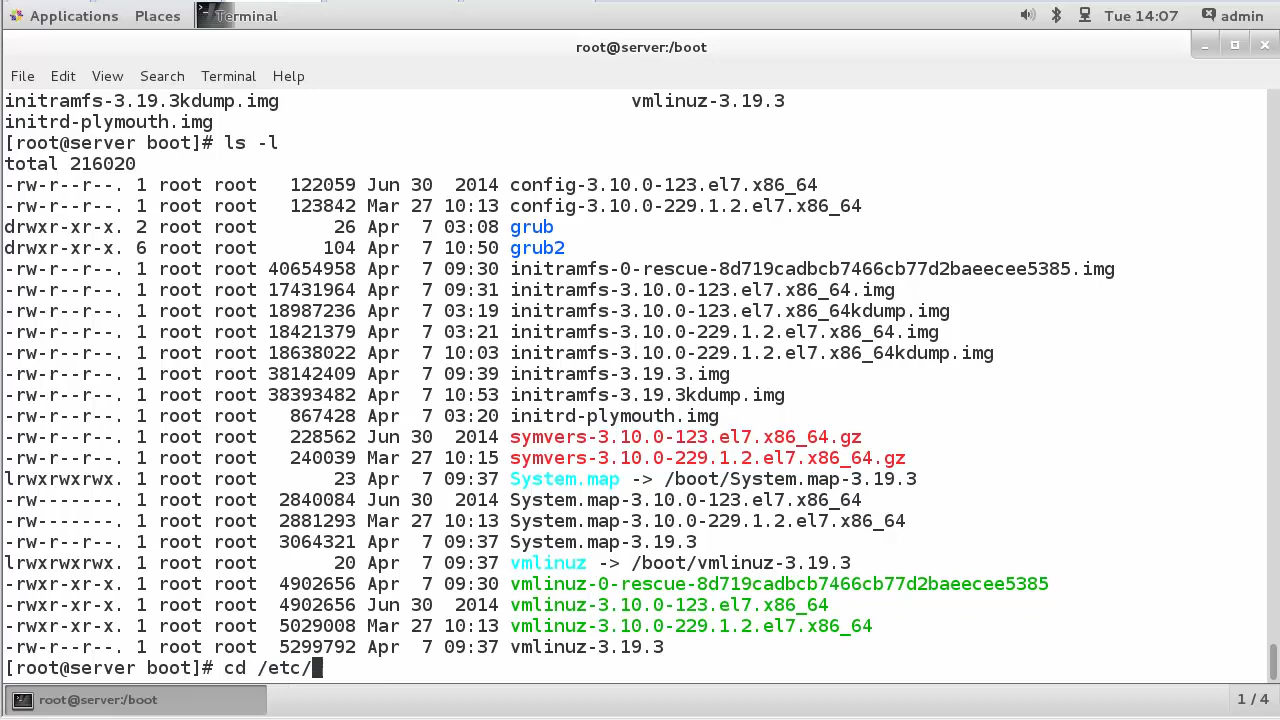 Applications Places Terminal Tue 14:07 admin
root@server:/boot
File Edit View Search Terminal Help
initramfs-3.19.3kdump.img vmlinuz-3.19.3
initrd-plymouth.img
[root@server boot]# ls -l
total 216020
-rw-r--r--. 1 root root 122059 Jun 30 2014 config-3.10.0-123.el7.x86_64
-rw-r--r--. 1 root root 123842 Mar 27 10:13 config-3.10.0-229.1.2.el7.x86_64
drwxr-xr-x. 2 root root 26 Apr 7 03:08 grub
drwxr-xr-x. 6 root root 104 Apr 7 10:50 grub2
-rw-r--r--. 1 root root 40654958 Apr 7 09:30 initramfs-0-rescue-8d719cadbcb7466cb77d2baeecee5385.img
-rw-r--r--. 1 root root 17431964 Apr 7 09:31 initramfs-3.10.0-123.el7.x86_64.img
-rw-r--r--. 1 root root 18987236 Apr 7 03:19 initramfs-3.10.0-123.el7.x86_64kdump.img
-rw-r--r--. 1 root root 18421379 Apr 7 03:21 initramfs-3.10.0-229.1.2.el7.x86_64.img
-rw-r--r--. 1 root root 18638022 Apr 7 10:03 initramfs-3.10.0-229.1.2.el7.x86_64kdump.img
-rw-r--r--. 1 root root 38142409 Apr 7 09:39 initramfs-3.19.3.img
-rw-r--r--. 1 root root 38393482 Apr 7 10:53 initramfs-3.19.3kdump.img
-rw-r--r--. 1 root root 867428 Apr 7 03:20 initrd-plymouth.img
-rw-r--r--. 1 root root 228562 Jun 30 2014 symvers-3.10.0-123.el7.x86_64.gz
-rw-r--r--. 1 root root 240039 Mar 27 10:15 symvers-3.10.0-229.1.2.el7.x86_64.gz
lrwxrwxrwx. 1 root root 23 Apr 7 09:37 System.map -> /boot/System.map-3.19.3
-rw-------. 1 root root 2840084 Jun 30 2014 System.map-3.10.0-123.el7.x86_64
-rw-------. 1 root root 2881293 Mar 27 10:13 System.map-3.10.0-229.1.2.el7.x86_64
-rw-r--r--. 1 root root 3064321 Apr 7 09:37 System.map-3.19.3
lrwxrwxrwx. 1 root root 20 Apr 7 09:37 vmlinuz -> /boot/vmlinuz-3.19.3
-rwxr-xr-x. 1 root root 4902656 Apr 7 09:30 vmlinuz-0-rescue-8d719cadbcb7466cb77d2baeecee5385
-rwxr-xr-x. 1 root root 4902656 Jun 30 2014 vmlinuz-3.10.0-123.el7.x86_64
-rwxr-xr-x. 1 root root 5029008 Mar 27 10:13 vmlinuz-3.10.0-229.1.2.el7.x86_64
-rw-r--r--. 1 root root 5299792 Apr 7 09:37 vmlinuz-3.19.3
[root@server boot]# cd /etc/
root@server:/boot 1 / 4